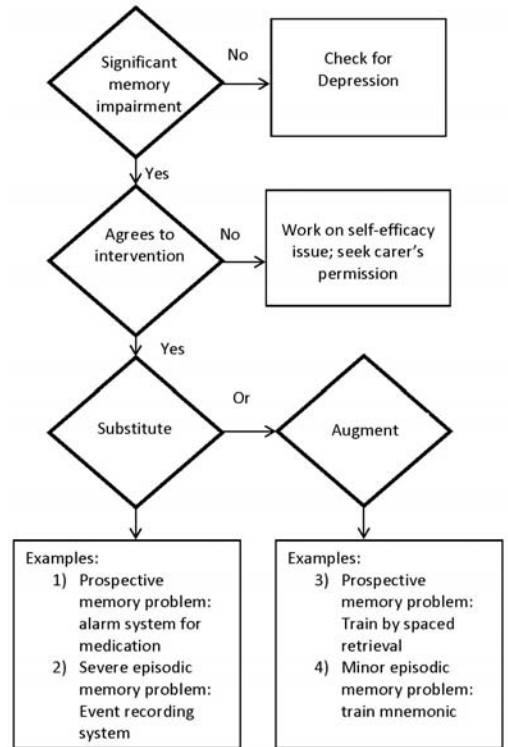 Significant
memory
impairment
No
Check for
Depression
Yes
Agrees to
intervention
No
Work on self-efficacy
issue; seek carer's
permission
Yes
Substitute
Or
Augment
Examples:
1) Prospective
memory problem:
alarm system for
medication
2) Severe episodic
memory problem:
Event recording
system
Examples:
3) Prospective
memory problem:
Train by spaced
retrieval
4) Minor episodic
memory problem:
train mnemonic